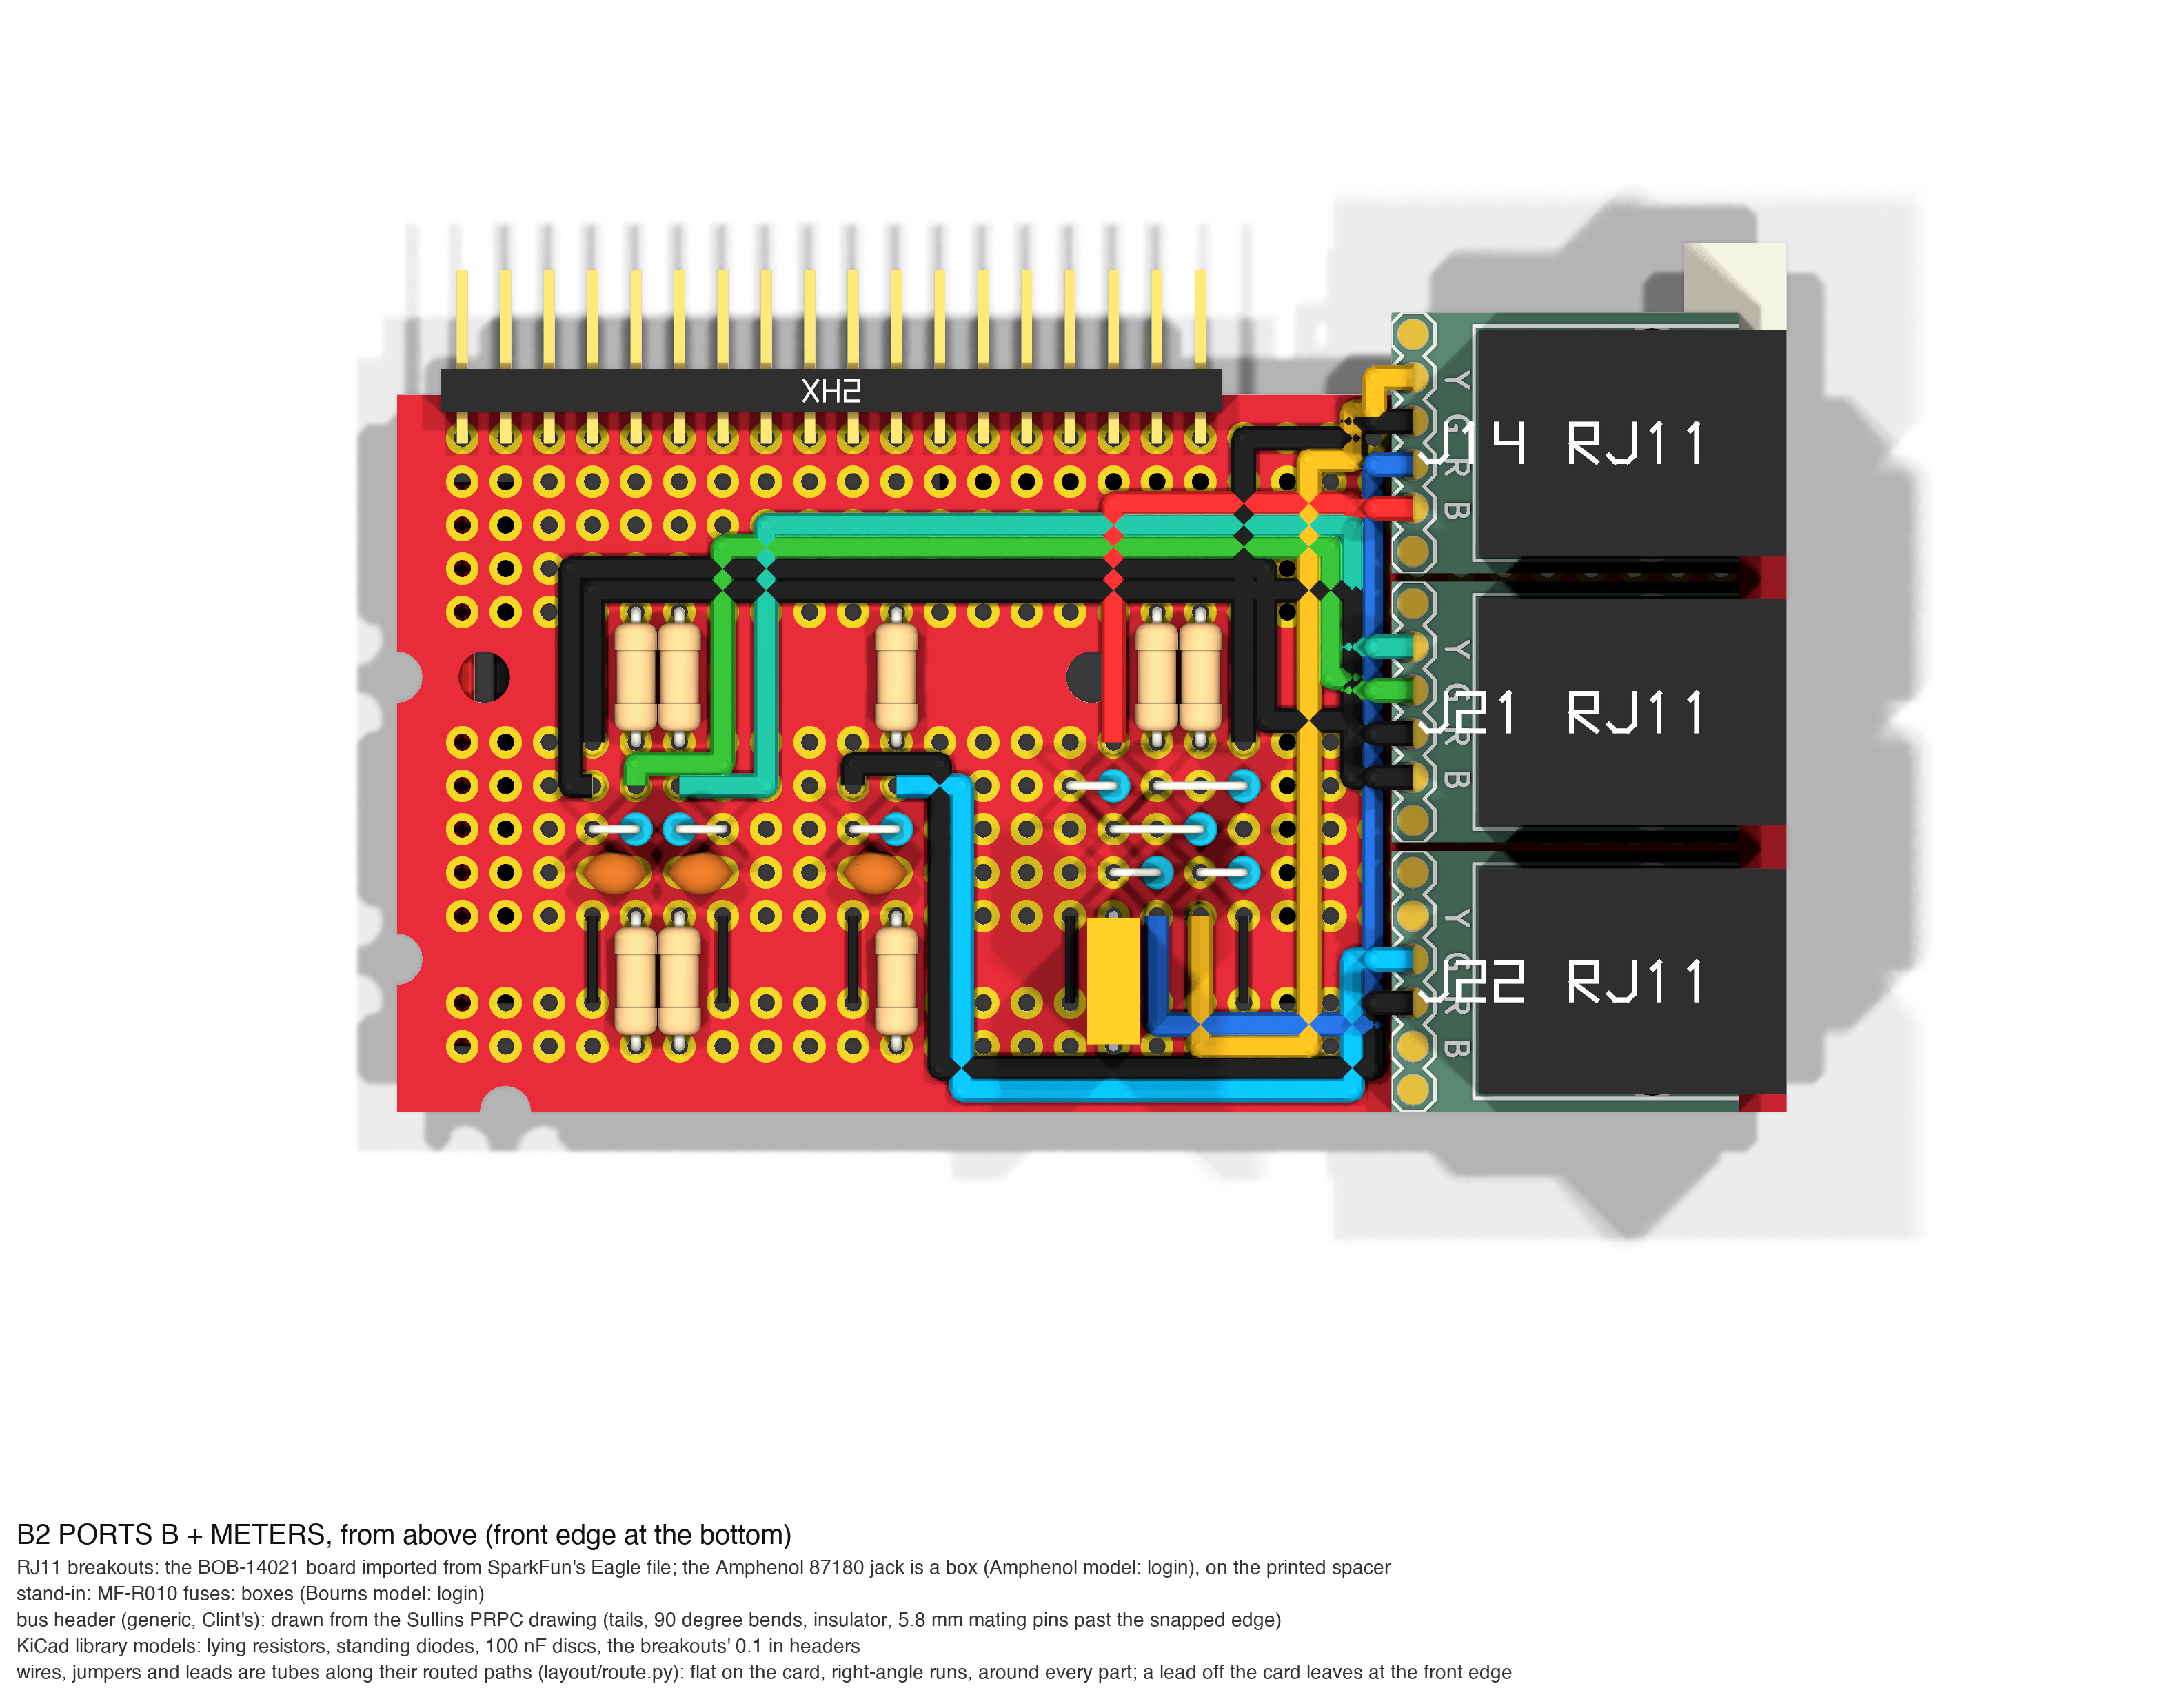 XH2
Y
G
J14 RJ11
R
B
Y
G
J21 RJ11
R
B
Y
G
J22 RJ11
R
B
B2 PORTS B + METERS, from above (front edge at the bottom)
RJ11 breakouts: the BOB-14021 board imported from SparkFun's Eagle file; the Amphenol 87180 jack is a box (Amphenol model: login), on the printed spacer
stand-in: MF-R010 fuses: boxes (Bourns model: login)
bus header (generic, Clint's): drawn from the Sullins PRPC drawing (tails, 90 degree bends, insulator, 5.8 mm mating pins past the snapped edge)
KiCad library models: lying resistors, standing diodes, 100 nF discs, the breakouts' 0.1 in headers
wires, jumpers and leads are tubes along their routed paths (layout/route.py): flat on the card, right-angle runs, around every part; a lead off the card leaves at the front edge